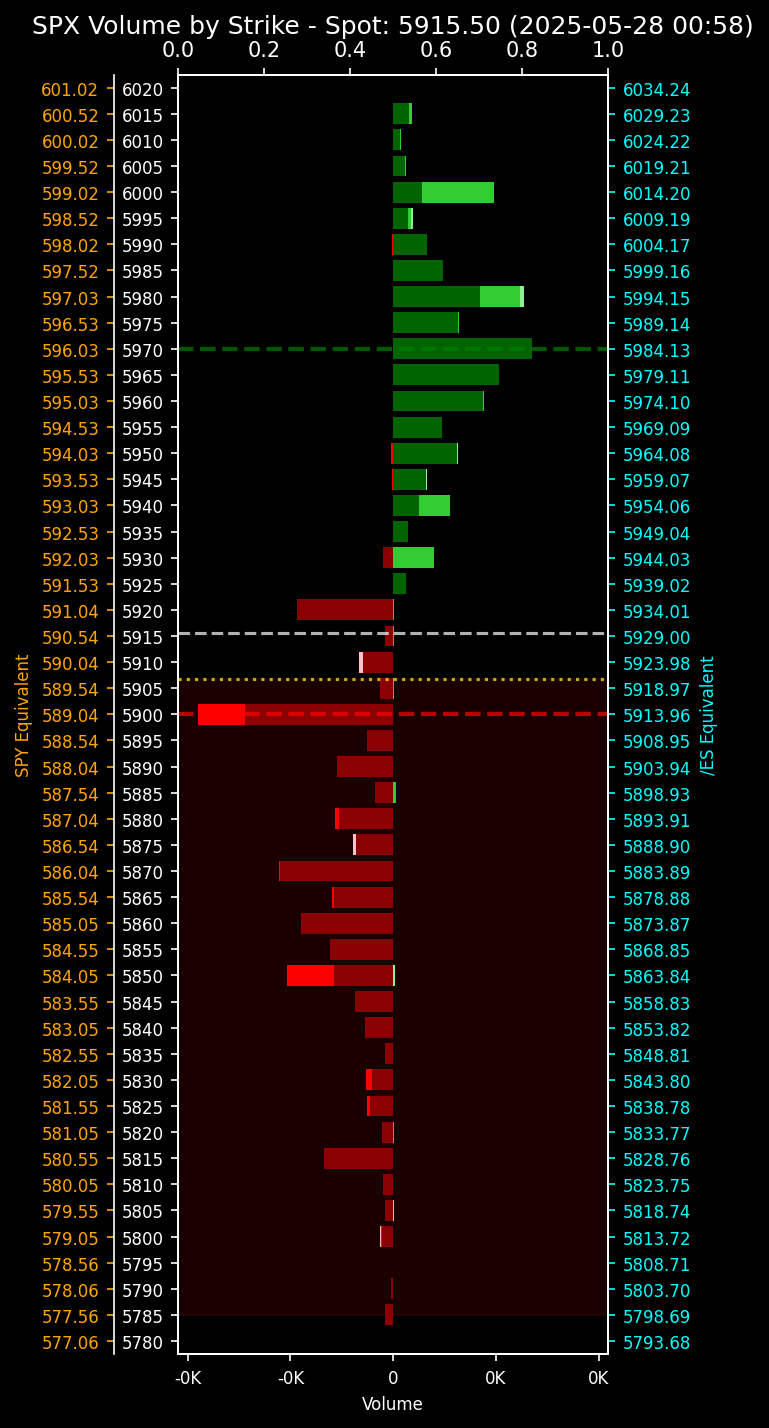 SPX Volume by Strike - Spot: 5915.50 (2025-05-28 00:58)
0.0 0.2 0.4 0.6 0.8 1.0
601.02 6020 6034.24
600.52 6015 6029.23
600.02 6010 6024.22
599.52 6005 6019.21
599.02 6000 6014.20
598.52 5995 6009.19
598.02 5990 6004.17
597.52 5985 5999.16
597.03 5980 5994.15
596.53 5975 5989.14
596.03 5970 5984.13
595.53 5965 5979.11
595.03 5960 5974.10
594.53 5955 5969.09
594.03 5950 5964.08
593.53 5945 5959.07
593.03 5940 5954.06
592.53 5935 5949.04
592.03 5930 5944.03
591.53 5925 5939.02
591.04 5920 5934.01
590.54 5915 5929.00
590.04 5910 5923.98
589.54 5905 5918.97
589.04 5900 5913.96
588.54 5895 5908.95
588.04 5890 5903.94
587.54 5885 5898.93
587.04 5880 5893.91
586.54 5875 5888.90
586.04 5870 5883.89
585.54 5865 5878.88
585.05 5860 5873.87
584.55 5855 5868.85
584.05 5850 5863.84
583.55 5845 5858.83
583.05 5840 5853.82
582.55 5835 5848.81
582.05 5830 5843.80
581.55 5825 5838.78
581.05 5820 5833.77
580.55 5815 5828.76
580.05 5810 5823.75
579.55 5805 5818.74
579.05 5800 5813.72
578.56 5795 5808.71
578.06 5790 5803.70
577.56 5785 5798.69
577.06 5780 5793.68
SPY Equivalent
/ES Equivalent
-0K -0K 0 0K 0K
Volume